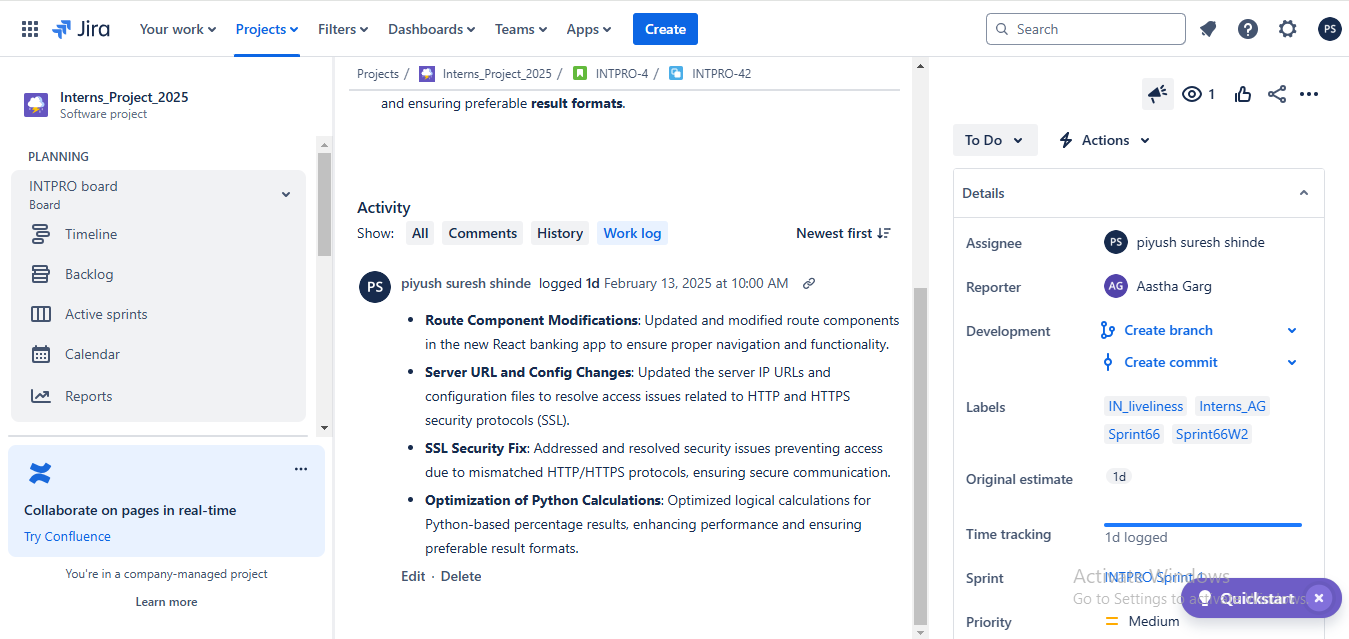 Jira Your work Projects Filters Dashboards Teams Apps Create Search PS
Interns_Project_2025
Software project
PLANNING
INTPRO board
Board
Timeline
Backlog
Active sprints
Calendar
Reports
Collaborate on pages in real-time
Try Confluence
You're in a company-managed project
Learn more
Projects / Interns_Project_2025 / INTPRO-4 / INTPRO-42
and ensuring preferable result formats.
Activity
Show: All Comments History Work log Newest first
PS piyush suresh shinde logged 1d February 13, 2025 at 10:00 AM
• Route Component Modifications: Updated and modified route components
in the new React banking app to ensure proper navigation and functionality.
• Server URL and Config Changes: Updated the server IP URLs and
configuration files to resolve access issues related to HTTP and HTTPS
security protocols (SSL).
• SSL Security Fix: Addressed and resolved security issues preventing access
due to mismatched HTTP/HTTPS protocols, ensuring secure communication.
• Optimization of Python Calculations: Optimized logical calculations for
Python-based percentage results, enhancing performance and ensuring
preferable result formats.
Edit · Delete
1
To Do Actions
Details
Assignee PS piyush suresh shinde
Reporter AG Aastha Garg
Development Create branch
Create commit
Labels IN_liveliness Interns_AG
Sprint66 Sprint66W2
Original estimate 1d
Time tracking 1d logged
Sprint INTPRO Sprint
Activate Windows
Go to Settings to
Quickstart
Priority Medium